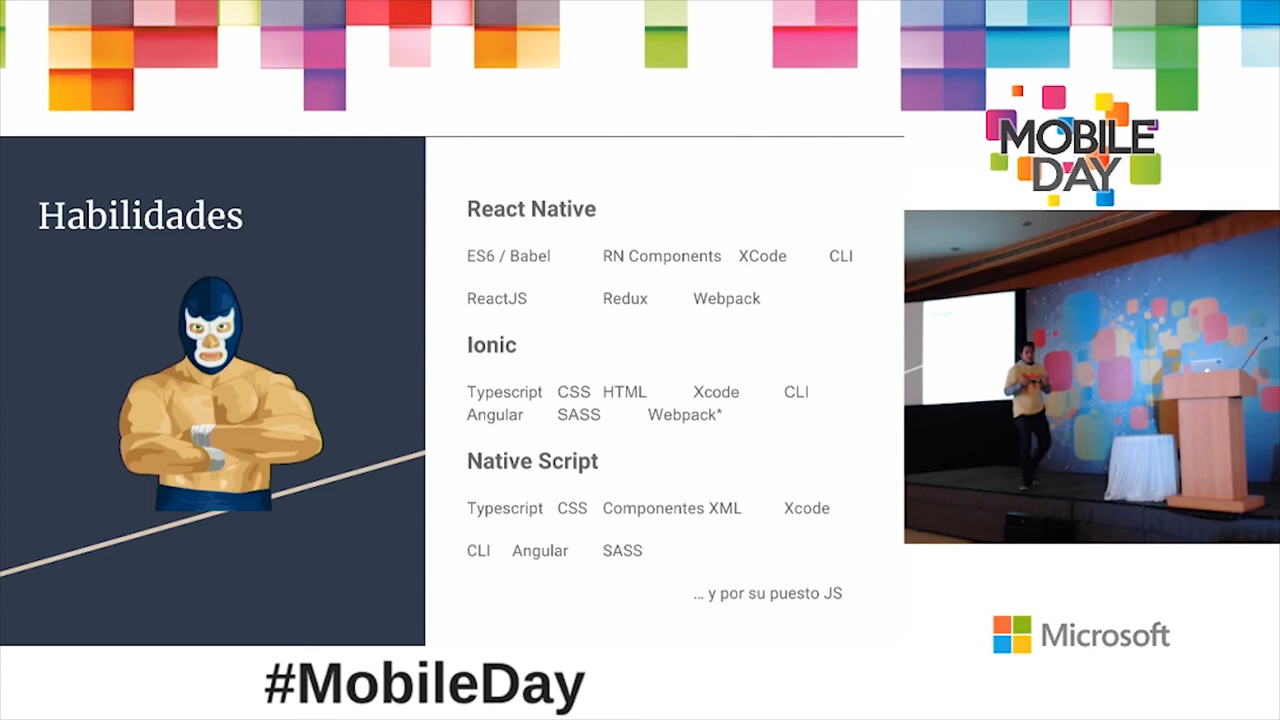 MOBILE
DAY
Habilidades
React Native
ES6 / Babel RN Components XCode CLI
ReactJS Redux Webpack
Ionic
Typescript CSS HTML Xcode CLI
Angular SASS Webpack*
Native Script
Typescript CSS Componentes XML Xcode
CLI Angular SASS
... y por su puesto JS
Microsoft
#MobileDay